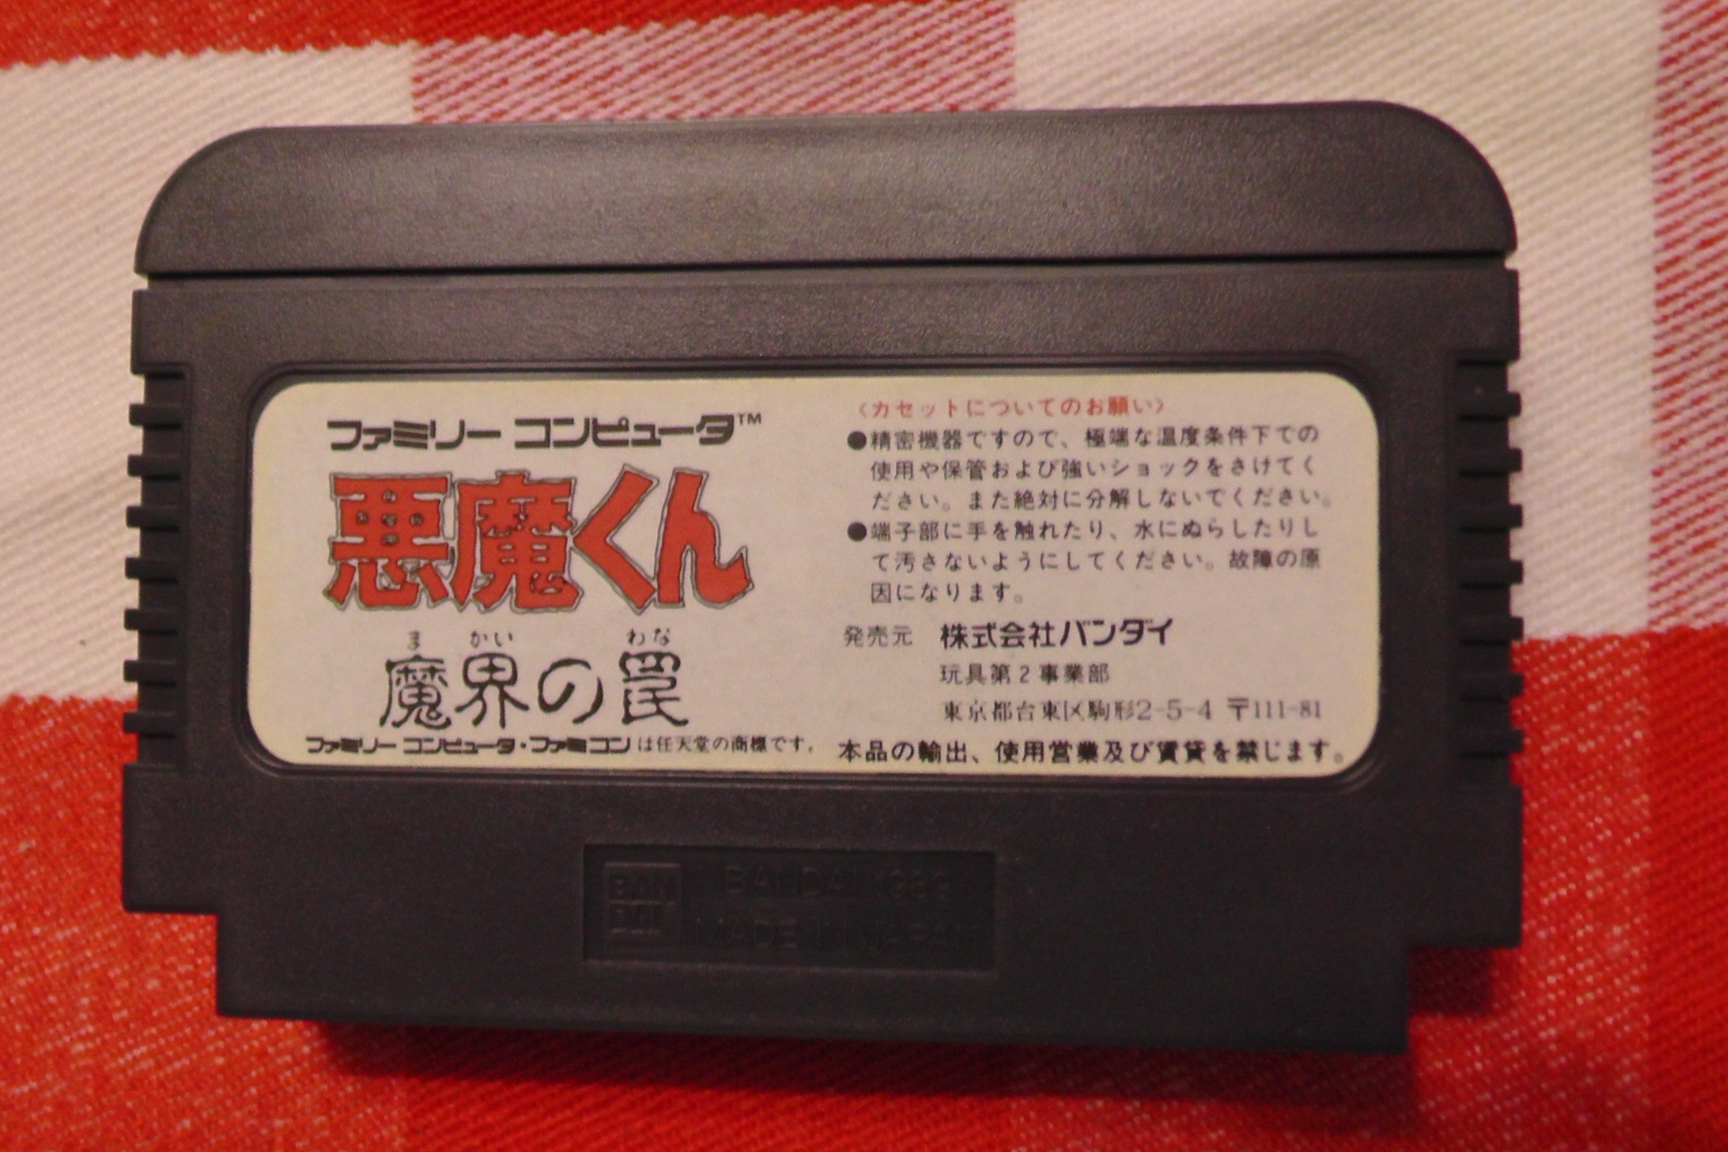 ファミリー コンピュータ™
悪魔くん
ま かい わな
魔界の罠
ファミリー コンピュータ・ファミコンは任天堂の商標です。
〈カセットについてのお願い〉
●精密機器ですので、極端な温度条件下での
使用や保管および強いショックをさけてく
ださい。また絶対に分解しないでください。
●端子部に手を触れたり、水にぬらしたりし
て汚さないようにしてください。故障の原
因になります。
発売元 株式会社バンダイ
玩具第2事業部
東京都台東区駒形2-5-4 〒111-81
本品の輸出、使用営業及び賃貸を禁じます。
BAN
DAI
BANDAI 1989
MADE IN JAPAN